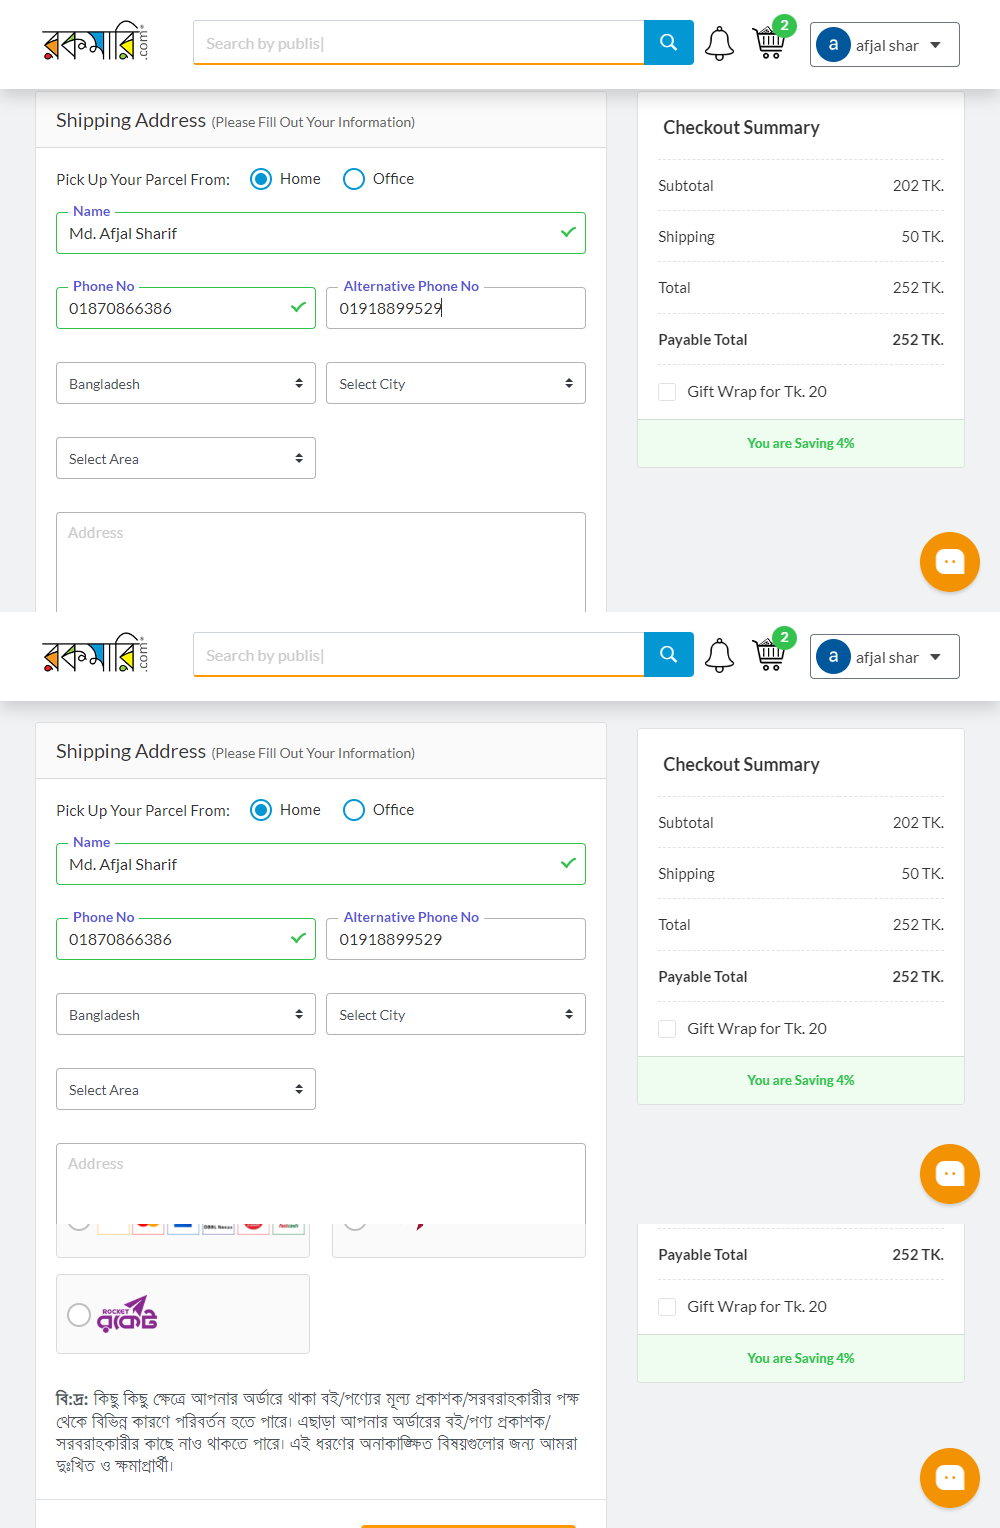 রকমারি.com
Search by publis
2
a afjal shar
Shipping Address (Please Fill Out Your Information)
Pick Up Your Parcel From: Home Office
Name
Md. Afjal Sharif
Phone No Alternative Phone No
01870866386 01918899529
Bangladesh Select City
Select Area
Address
Checkout Summary
Subtotal 202 TK.
Shipping 50 TK.
Total 252 TK.
Payable Total 252 TK.
Gift Wrap for Tk. 20
You are Saving 4%
রকমারি.com
Search by publis
2
a afjal shar
Shipping Address (Please Fill Out Your Information)
Pick Up Your Parcel From: Home Office
Name
Md. Afjal Sharif
Phone No Alternative Phone No
01870866386 01918899529
Bangladesh Select City
Select Area
Address
Checkout Summary
Subtotal 202 TK.
Shipping 50 TK.
Total 252 TK.
Payable Total 252 TK.
Gift Wrap for Tk. 20
You are Saving 4%
ROCKET
রকেট
বি:দ্র: কিছু কিছু ক্ষেত্রে আপনার অর্ডারে থাকা বই/পণ্যের মূল্য প্রকাশক/সরবরাহকারীর পক্ষ
থেকে বিভিন্ন কারণে পরিবর্তন হতে পারে। এছাড়া আপনার অর্ডারের বই/পণ্য প্রকাশক/
সরবরাহকারীর কাছে নাও থাকতে পারে। এই ধরণের অনাকাঙ্ক্ষিত বিষয়গুলোর জন্য আমরা
দুঃখিত ও ক্ষমাপ্রার্থী।
Payable Total 252 TK.
Gift Wrap for Tk. 20
You are Saving 4%